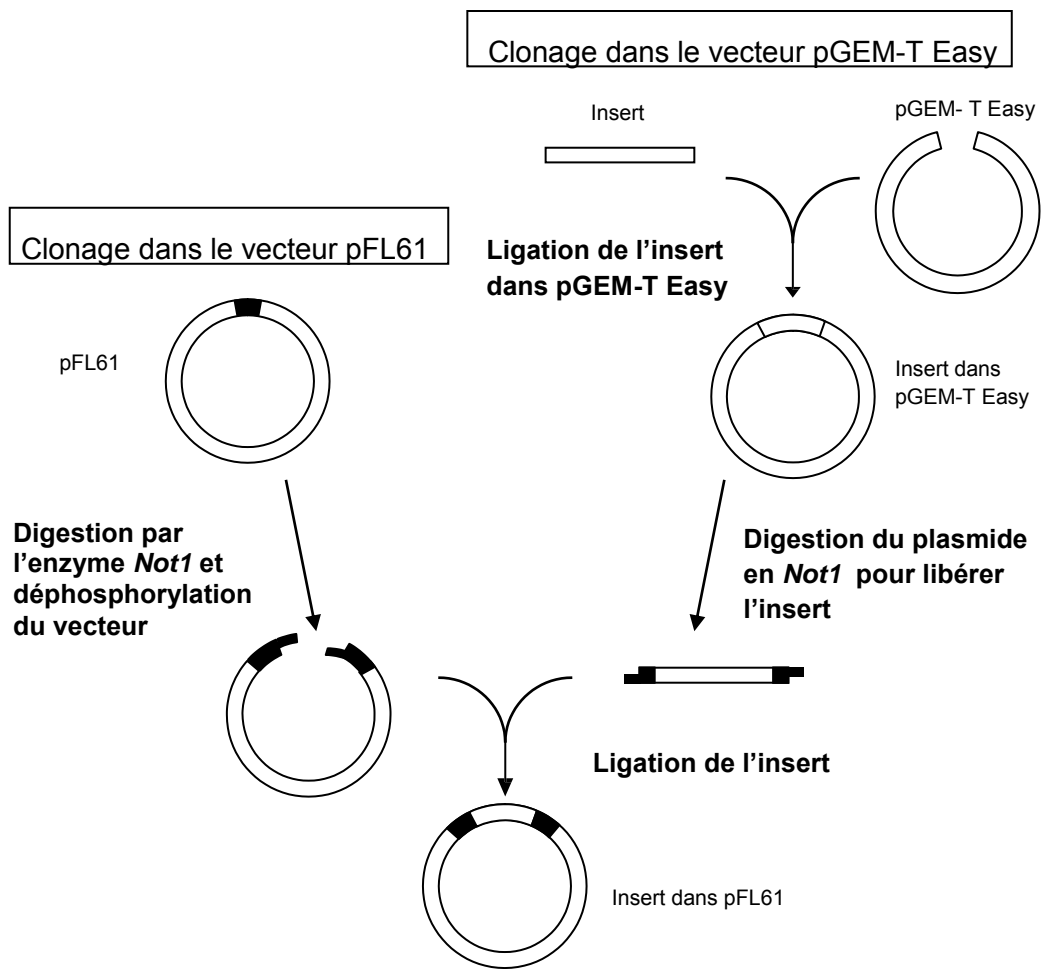 Clonage dans le vecteur pGEM-T Easy
Insert
pGEM- T Easy
Clonage dans le vecteur pFL61
Ligation de l’insert
dans pGEM-T Easy
pFL61
Insert dans
pGEM-T Easy
Digestion par
l’enzyme Not1 et
déphosphorylation
du vecteur
Digestion du plasmide
en Not1 pour libérer
l’insert
Ligation de l’insert
Insert dans pFL61